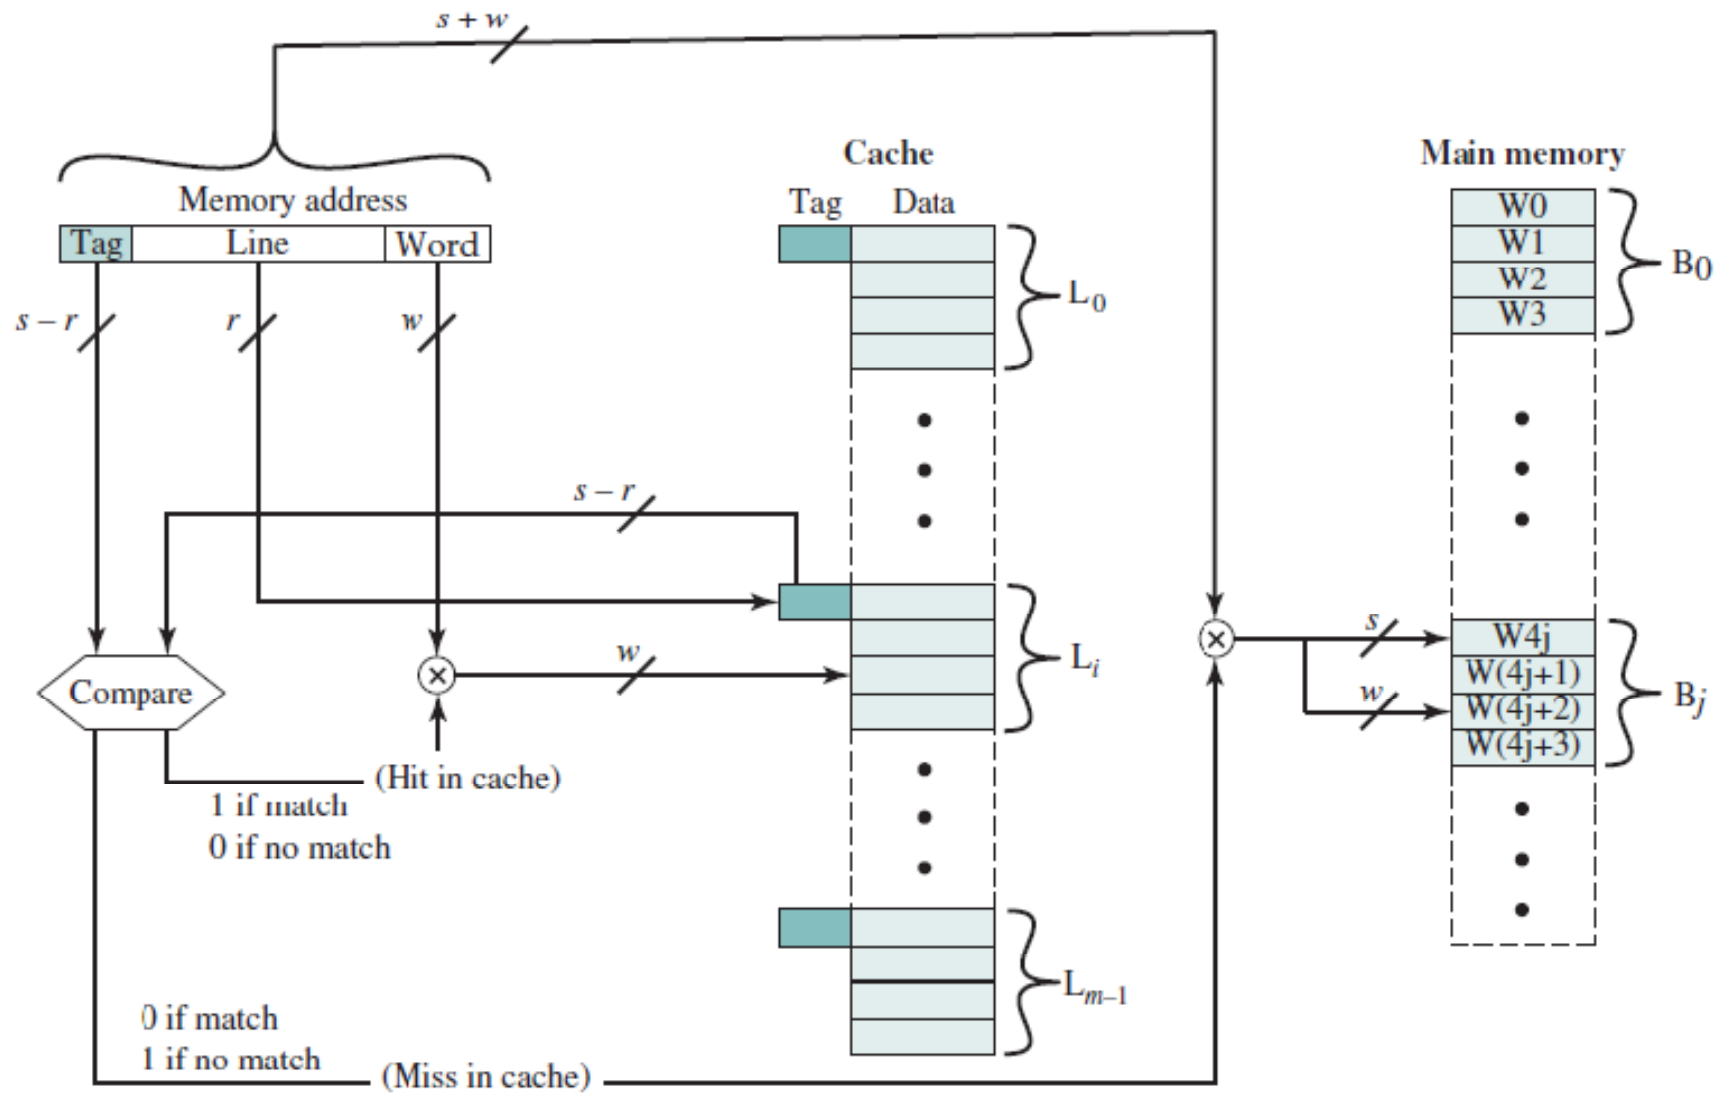 s + w
Cache
Main memory
Memory address
Tag Data
Tag Line Word
W0
W1
W2
W3
B0
L0
s – r
r
w
s – r
Li
w
Compare
s
w
W4j
W(4j+1)
W(4j+2)
W(4j+3)
Bj
(Hit in cache)
1 if match
0 if no match
Lm–1
0 if match
1 if no match
(Miss in cache)